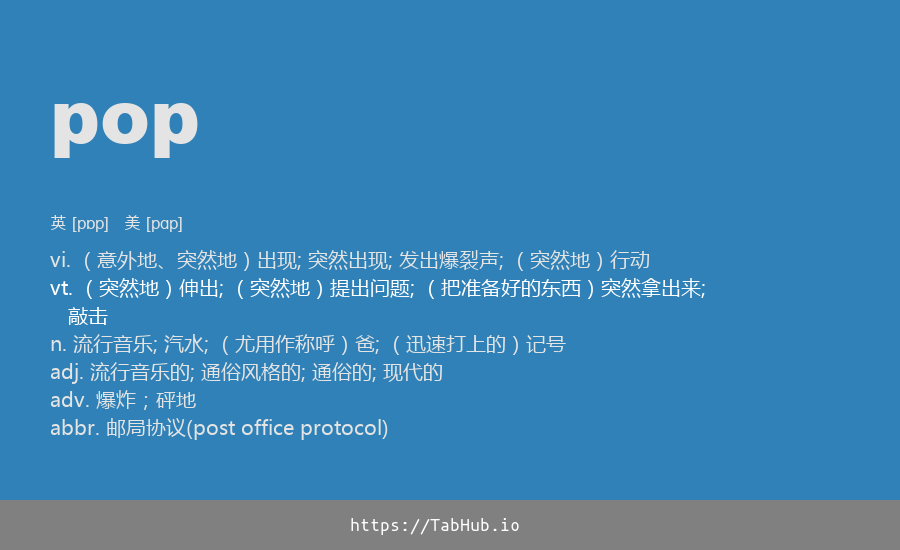 pop
英 [pɒp] 美 [pɑp]
vi. （意外地、突然地）出现; 突然出现; 发出爆裂声; （突然地）行动
vt. （突然地）伸出; （突然地）提出问题; （把准备好的东西）突然拿出来;
敲击
n. 流行音乐; 汽水; （尤用作称呼）爸; （迅速打上的）记号
adj. 流行音乐的; 通俗风格的; 通俗的; 现代的
adv. 爆炸；砰地
abbr. 邮局协议(post office protocol)
https://TabHub.io